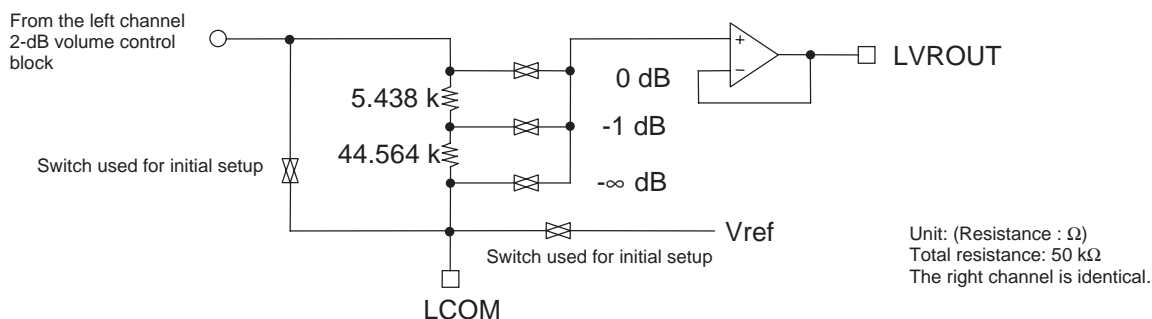 From the left channel
2-dB volume control
block
+
−
LVROUT
0 dB
5.438 k
-1 dB
44.564 k
Switch used for initial setup
-∞ dB
Vref
Switch used for initial setup
LCOM
Unit: (Resistance : Ω)
Total resistance: 50 kΩ
The right channel is identical.